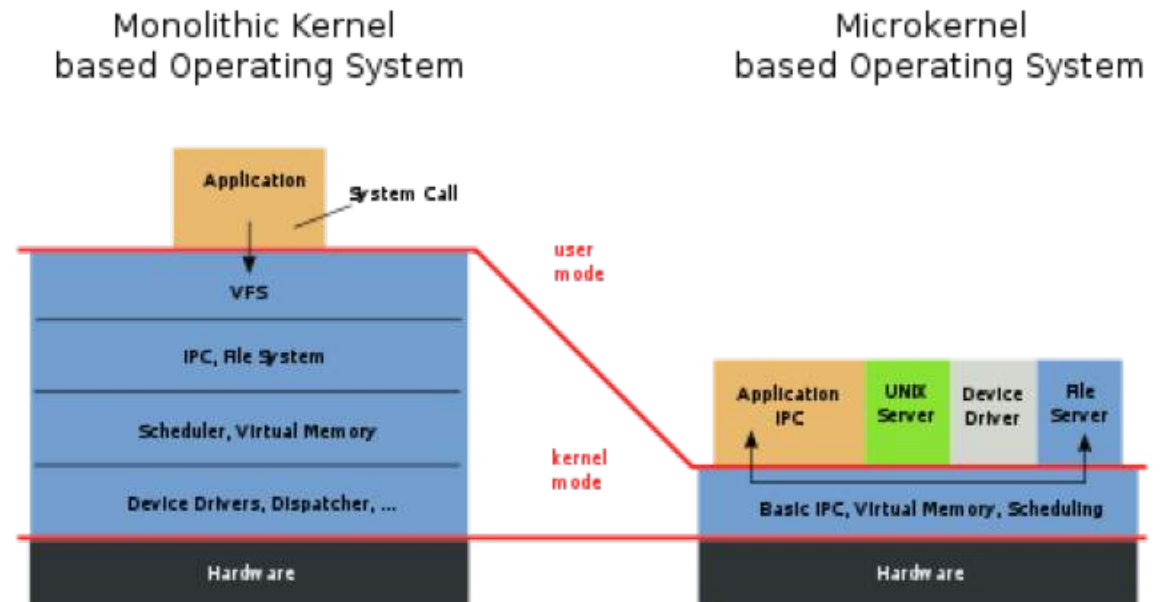 Monolithic Kernel
based Operating System
Microkernel
based Operating System
Application
System Call
user
mode
VFS
IPC, File System
Scheduler, Virtual Memory
kernel
mode
Device Drivers, Dispatcher, ...
Hardware
Application
IPC
UNIX
Server
Device
Driver
File
Server
Basic IPC, Virtual Memory, Scheduling
Hardware